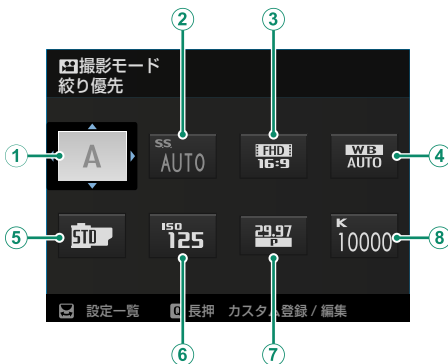 撮影モード
絞り優先
② ③
① A S.S. AUTO FHD 16:9 WB AUTO ④
⑤ STD ISO 125 29.97 P K 10000 ⑧
設定一覧 Q 長押 カスタム登録 / 編集
⑥ ⑦